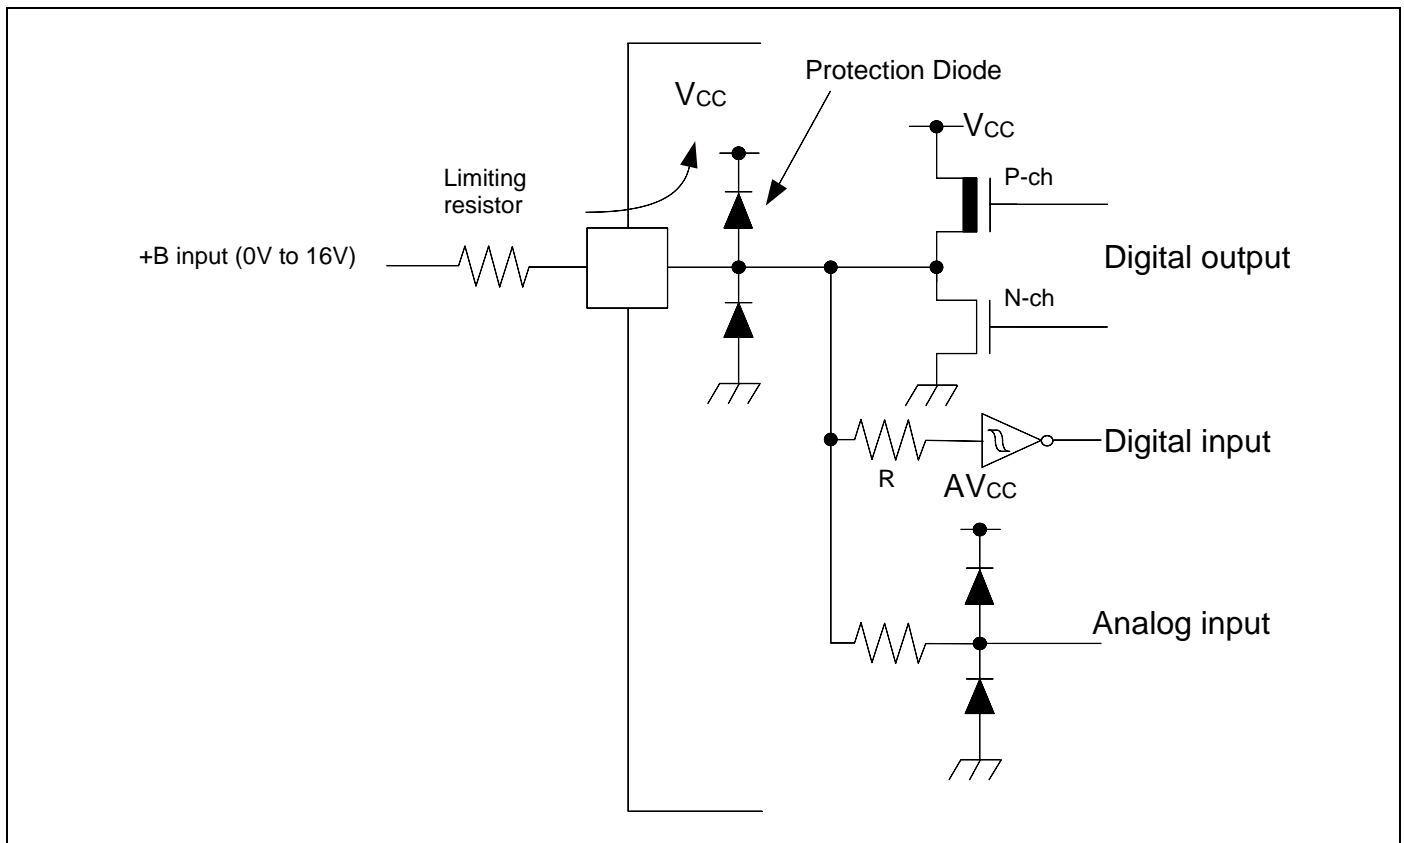 Protection Diode
VCC
VCC
Limiting
resistor
P-ch
+B input (0V to 16V)
Digital output
N-ch
Digital input
R
AVCC
Analog input